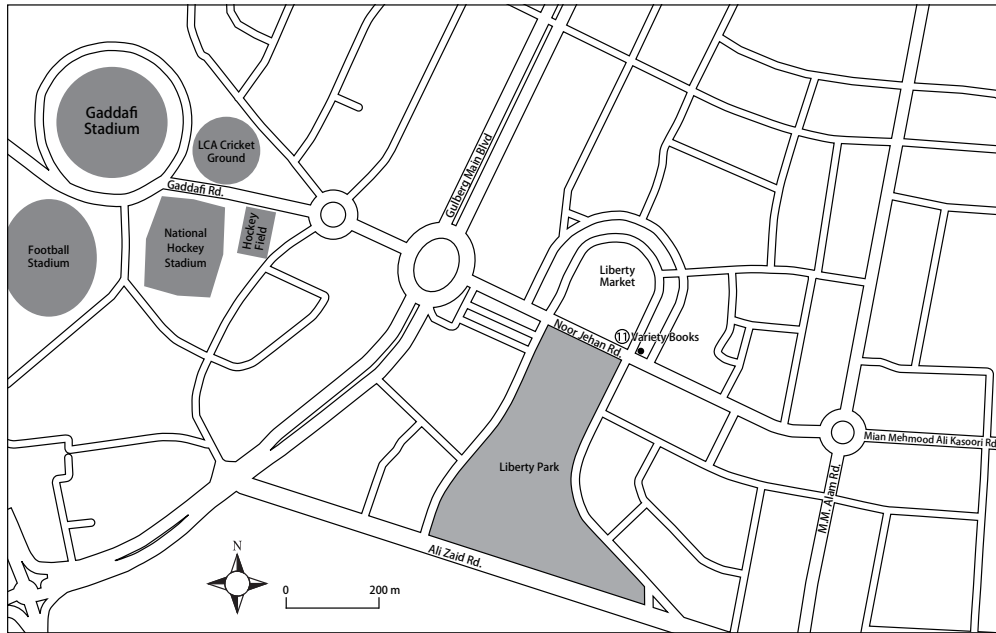 Gaddafi
Stadium
LCA Cricket
Ground
Gaddafi Rd.
Gulberg Main Blvd
Football
Stadium
National
Hockey
Stadium
Hockey
Field
Liberty
Market
Noor Jehan Rd.
11 Variety Books
Mian Mehmood Ali Kasoori Rd
Liberty Park
M.M. Alam Rd.
Ali Zaid Rd.
N
0 200 m